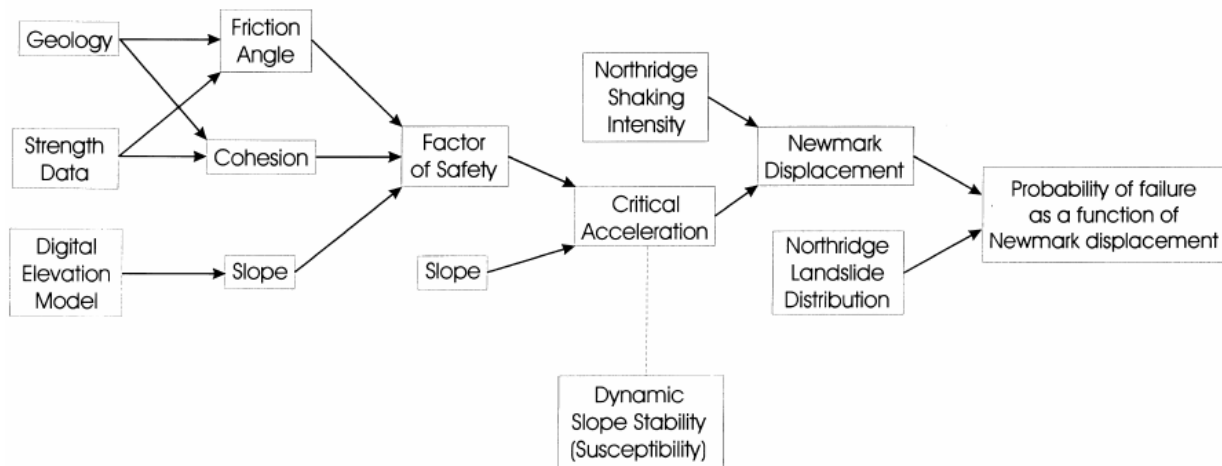 Geology
Friction
Angle
Strength
Data
Cohesion
Digital
Elevation
Model
Slope
Factor
of Safety
Slope
Critical
Acceleration
Dynamic
Slope Stability
(Susceptibility)
Northridge
Shaking
Intensity
Newmark
Displacement
Northridge
Landslide
Distribution
Probability of failure
as a function of
Newmark displacement